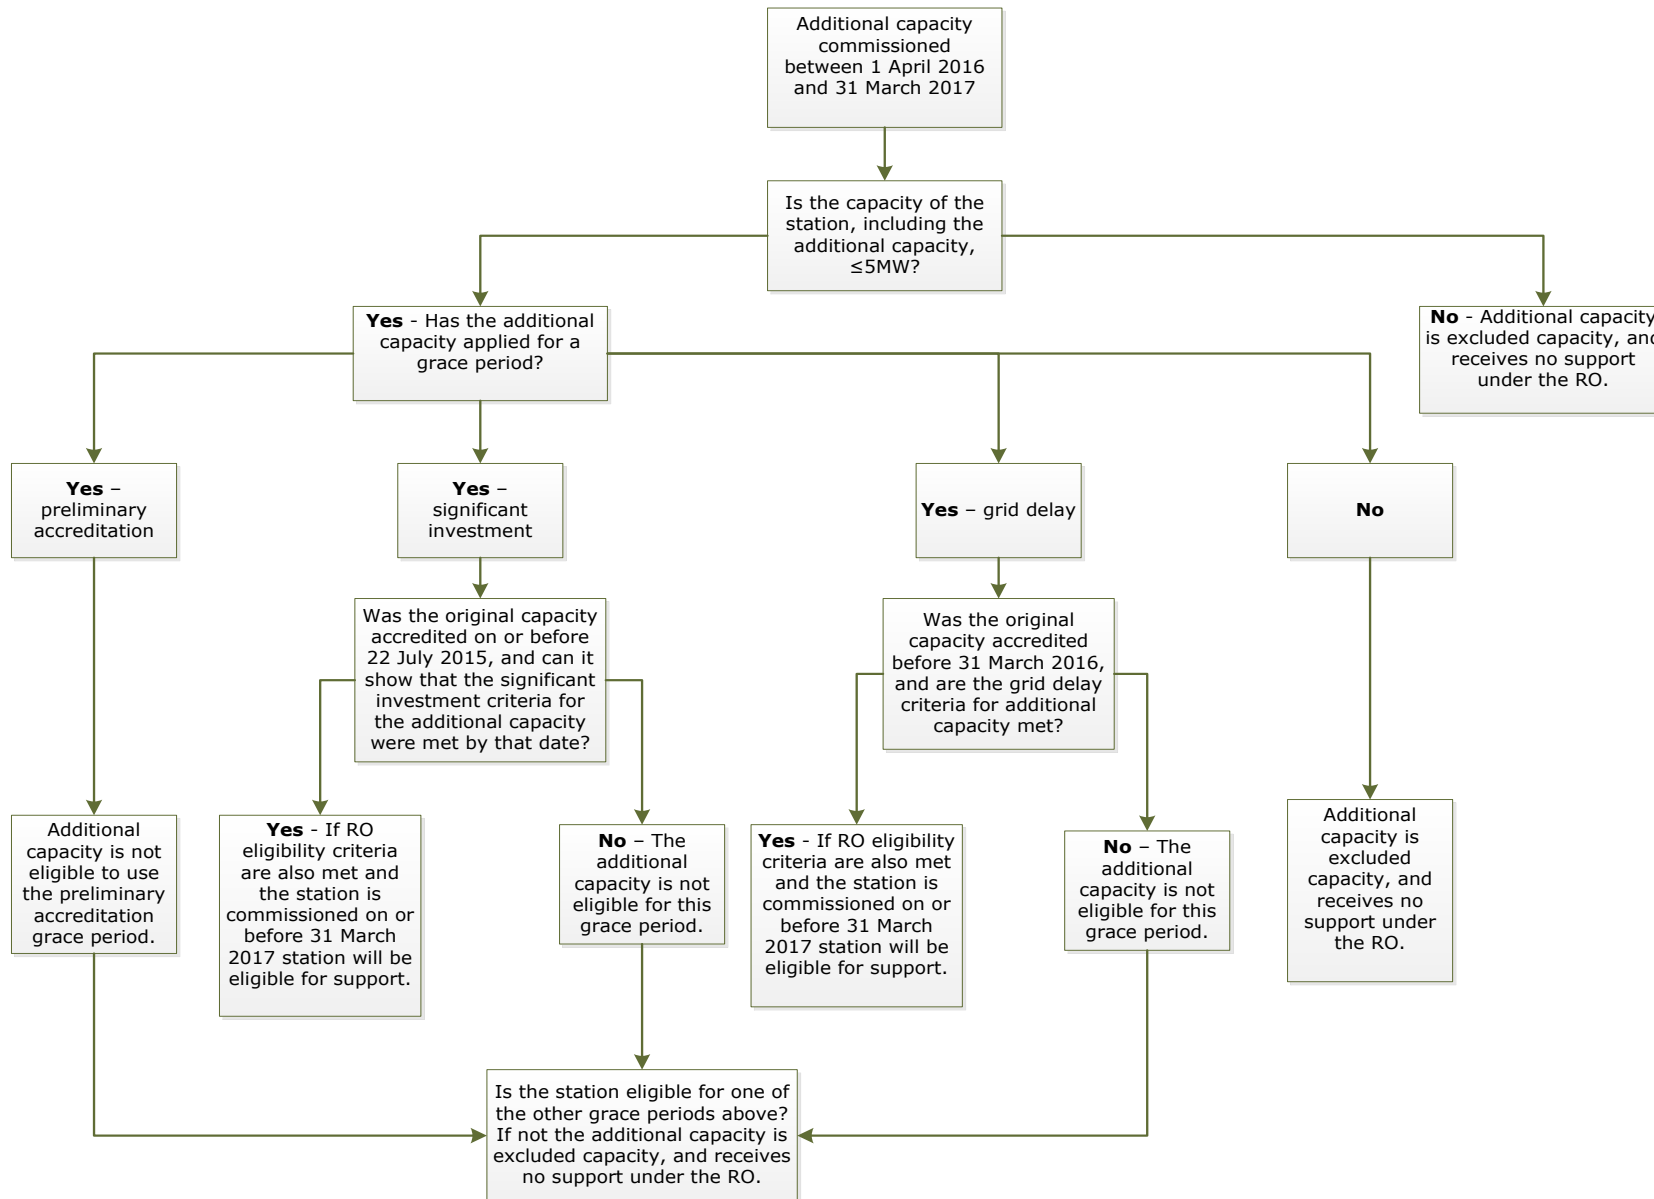 Additional capacity
commissioned
between 1 April 2016
and 31 March 2017
Is the capacity of the
station, including the
additional capacity,
≤5MW?
Yes - Has the additional
capacity applied for a
grace period?
No - Additional capacity
is excluded capacity, and
receives no support
under the RO.
Yes –
preliminary
accreditation
Yes –
significant
investment
Yes – grid delay
No
Was the original capacity
accredited on or before
22 July 2015, and can it
show that the significant
investment criteria for
the additional capacity
were met by that date?
Was the original
capacity accredited
before 31 March 2016,
and are the grid delay
criteria for additional
capacity met?
Additional
capacity is not
eligible to use
the preliminary
accreditation
grace period.
Yes - If RO
eligibility criteria
are also met and
the station is
commissioned on or
before 31 March
2017 station will be
eligible for support.
No – The
additional
capacity is not
eligible for this
grace period.
Yes - If RO eligibility
criteria are also met
and the station is
commissioned on or
before 31 March
2017 station will be
eligible for support.
No – The
additional
capacity is not
eligible for this
grace period.
Additional
capacity is
excluded
capacity, and
receives no
support under
the RO.
Is the station eligible for one of
the other grace periods above?
If not the additional capacity is
excluded capacity, and receives
no support under the RO.